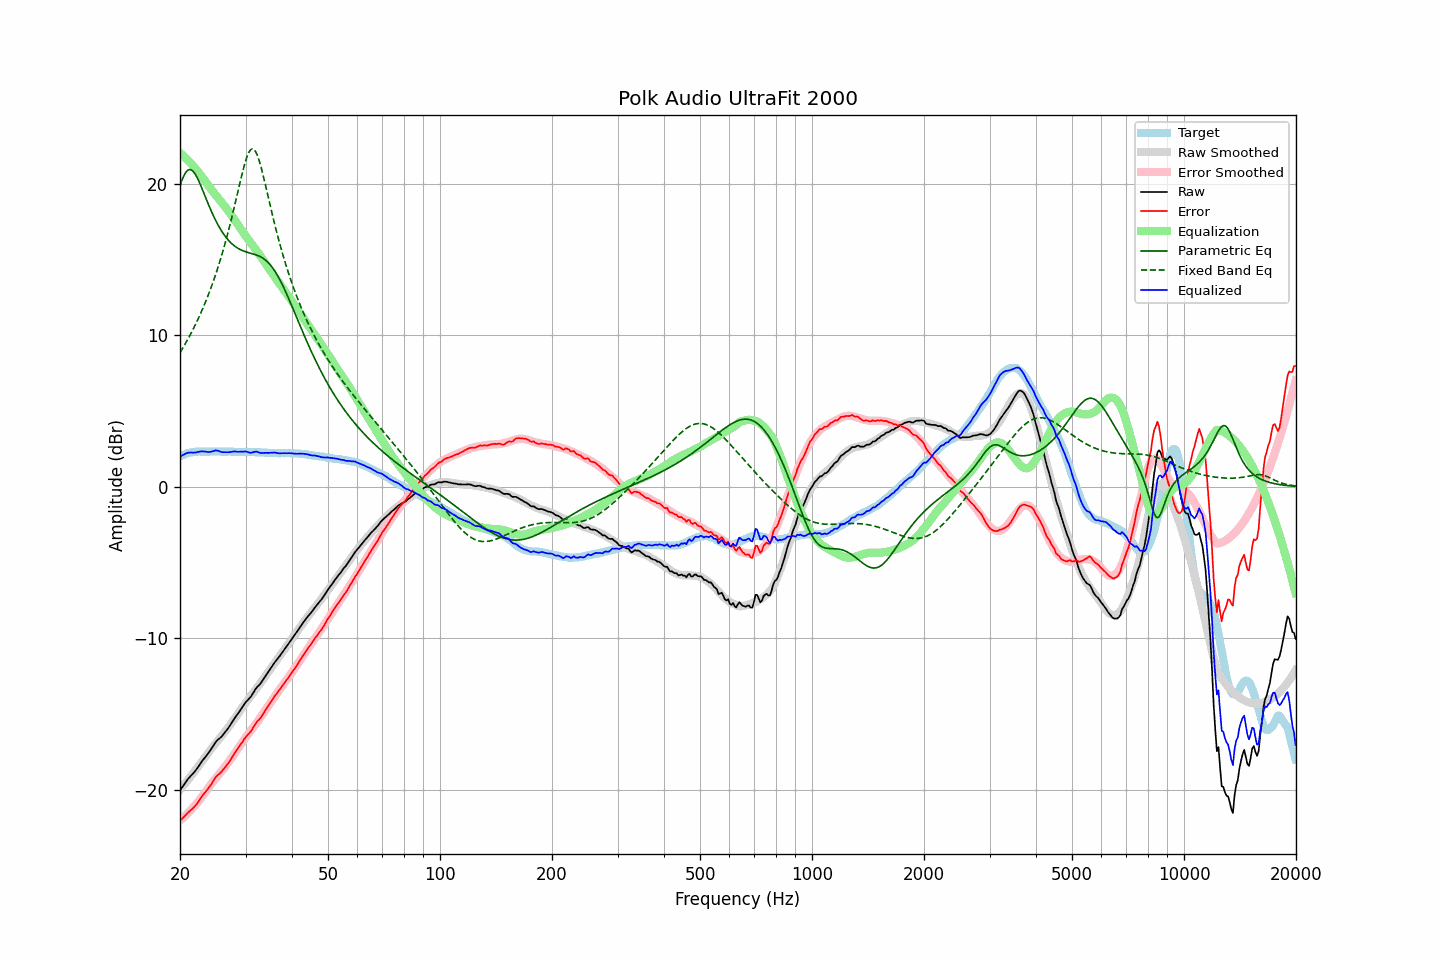 Polk Audio UltraFit 2000
Target
Raw Smoothed
Error Smoothed
Raw
Error
Equalization
Parametric Eq
Fixed Band Eq
Equalized
Amplitude (dBr)
20
10
0
−10
−20
20 50 100 200 500 1000 2000 5000 10000 20000
Frequency (Hz)